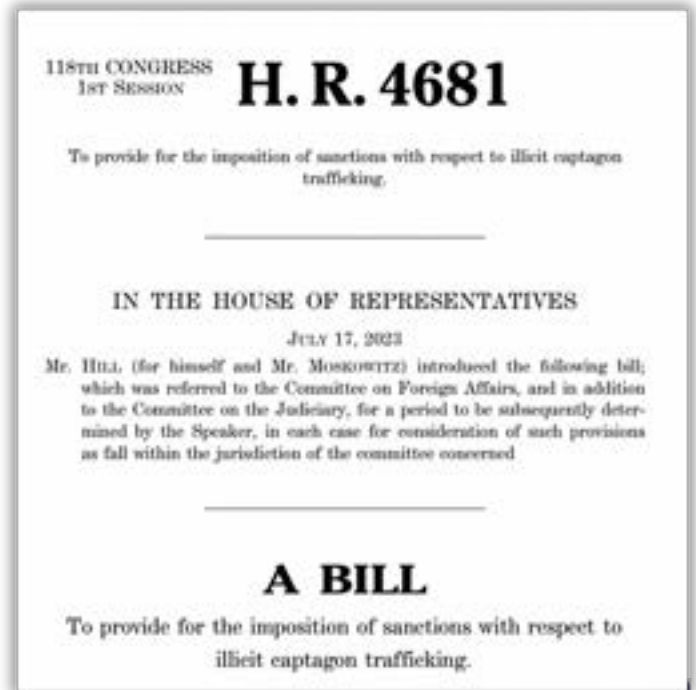 118TH CONGRESS
1ST SESSION
H. R. 4681
To provide for the imposition of sanctions with respect to illicit captagon
trafficking.
IN THE HOUSE OF REPRESENTATIVES
JULY 17, 2023
Mr. HILL (for himself and Mr. MOSKOWITZ) introduced the following bill;
which was referred to the Committee on Foreign Affairs, and in addition
to the Committee on the Judiciary, for a period to be subsequently deter-
mined by the Speaker, in each case for consideration of such provisions
as fall within the jurisdiction of the committee concerned
A BILL
To provide for the imposition of sanctions with respect to
illicit captagon trafficking.